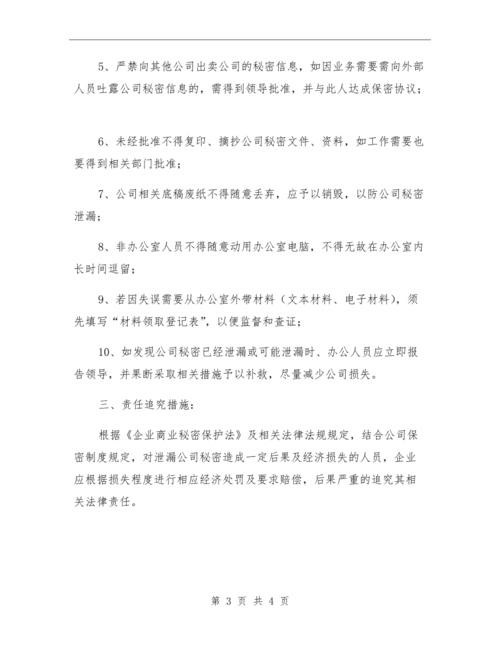 5、严禁向其他公司出卖公司的秘密信息，如因业务需要需向外部
人员吐露公司秘密信息的，需得到领导批准，并与此人达成保密协议；
6、未经批准不得复印、摘抄公司秘密文件、资料，如工作需要也
要得到相关部门批准；
7、公司相关底稿废纸不得随意丢弃，应予以销毁，以防公司秘密
泄漏；
8、非办公室人员不得随意动用办公室电脑，不得无故在办公室内
长时间逗留；
9、若因失误需要从办公室外带材料（文本材料、电子材料），须
先填写“材料领取登记表”，以便监督和查证；
10、如发现公司秘密已经泄漏或可能泄漏时、办公人员应立即报
告领导，并果断采取相关措施予以补救，尽量减少公司损失。
三、责任追究措施：
根据《企业商业秘密保护法》及相关法律法规规定，结合公司保
密制度规定，对泄漏公司秘密造成一定后果及经济损失的人员，企业
应根据损失程度进行相应经济处罚及要求赔偿，后果严重的追究其相
关法律责任。
第 3 页 共 4 页